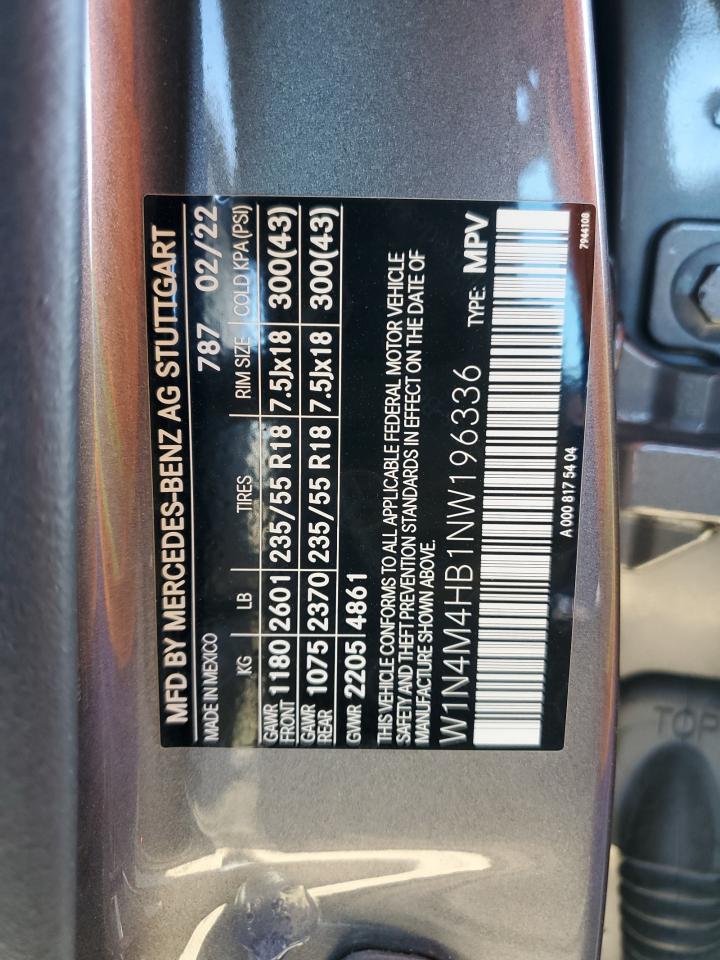 MFD BY MERCEDES-BENZ AG STUTTGART
MADE IN MEXICO 787 02/22
KG LB TIRES RIM SIZE COLD KPA(PSI)
GAWR FRONT 1180 2601 235/55 R18 7.5Jx18 300(43)
GAWR REAR 1075 2370 235/55 R18 7.5Jx18 300(43)
GVWR 2205 4861
THIS VEHICLE CONFORMS TO ALL APPLICABLE FEDERAL MOTOR VEHICLE
SAFETY AND THEFT PREVENTION STANDARDS IN EFFECT ON THE DATE OF
MANUFACTURE SHOWN ABOVE.
W1N4M4HB1NW196336 TYPE: MPV
A 000 817 54 04 7944108
TOP